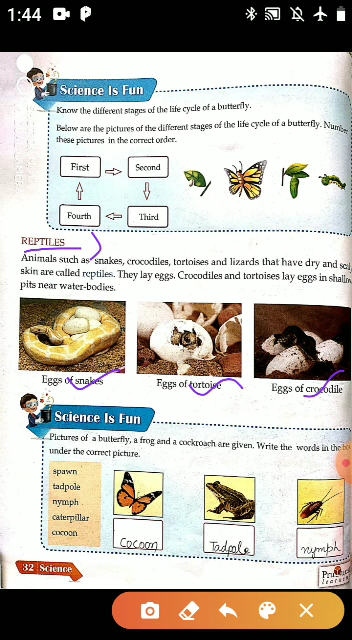 1:44
Science Is Fun
Know the different stages of the life cycle of a butterfly.
Below are the pictures of the different stages of the life cycle of a butterfly. Number
these pictures in the correct order.
First
Second
Fourth
Third
REPTILES
Animals such as snakes, crocodiles, tortoises and lizards that have dry and
skin are called reptiles. They lay eggs. Crocodiles and tortoises lay eggs in shallow
pits near water-bodies.
Eggs of snakes
Eggs of tortoise
Eggs of crocodile
Science Is Fun
Pictures of a butterfly, a frog and a cockroach are given. Write the words in the
under the correct picture.
spawn
tadpole
nymph
caterpillar
cocoon
Cocoon
Tadpole
nymph
32 Science